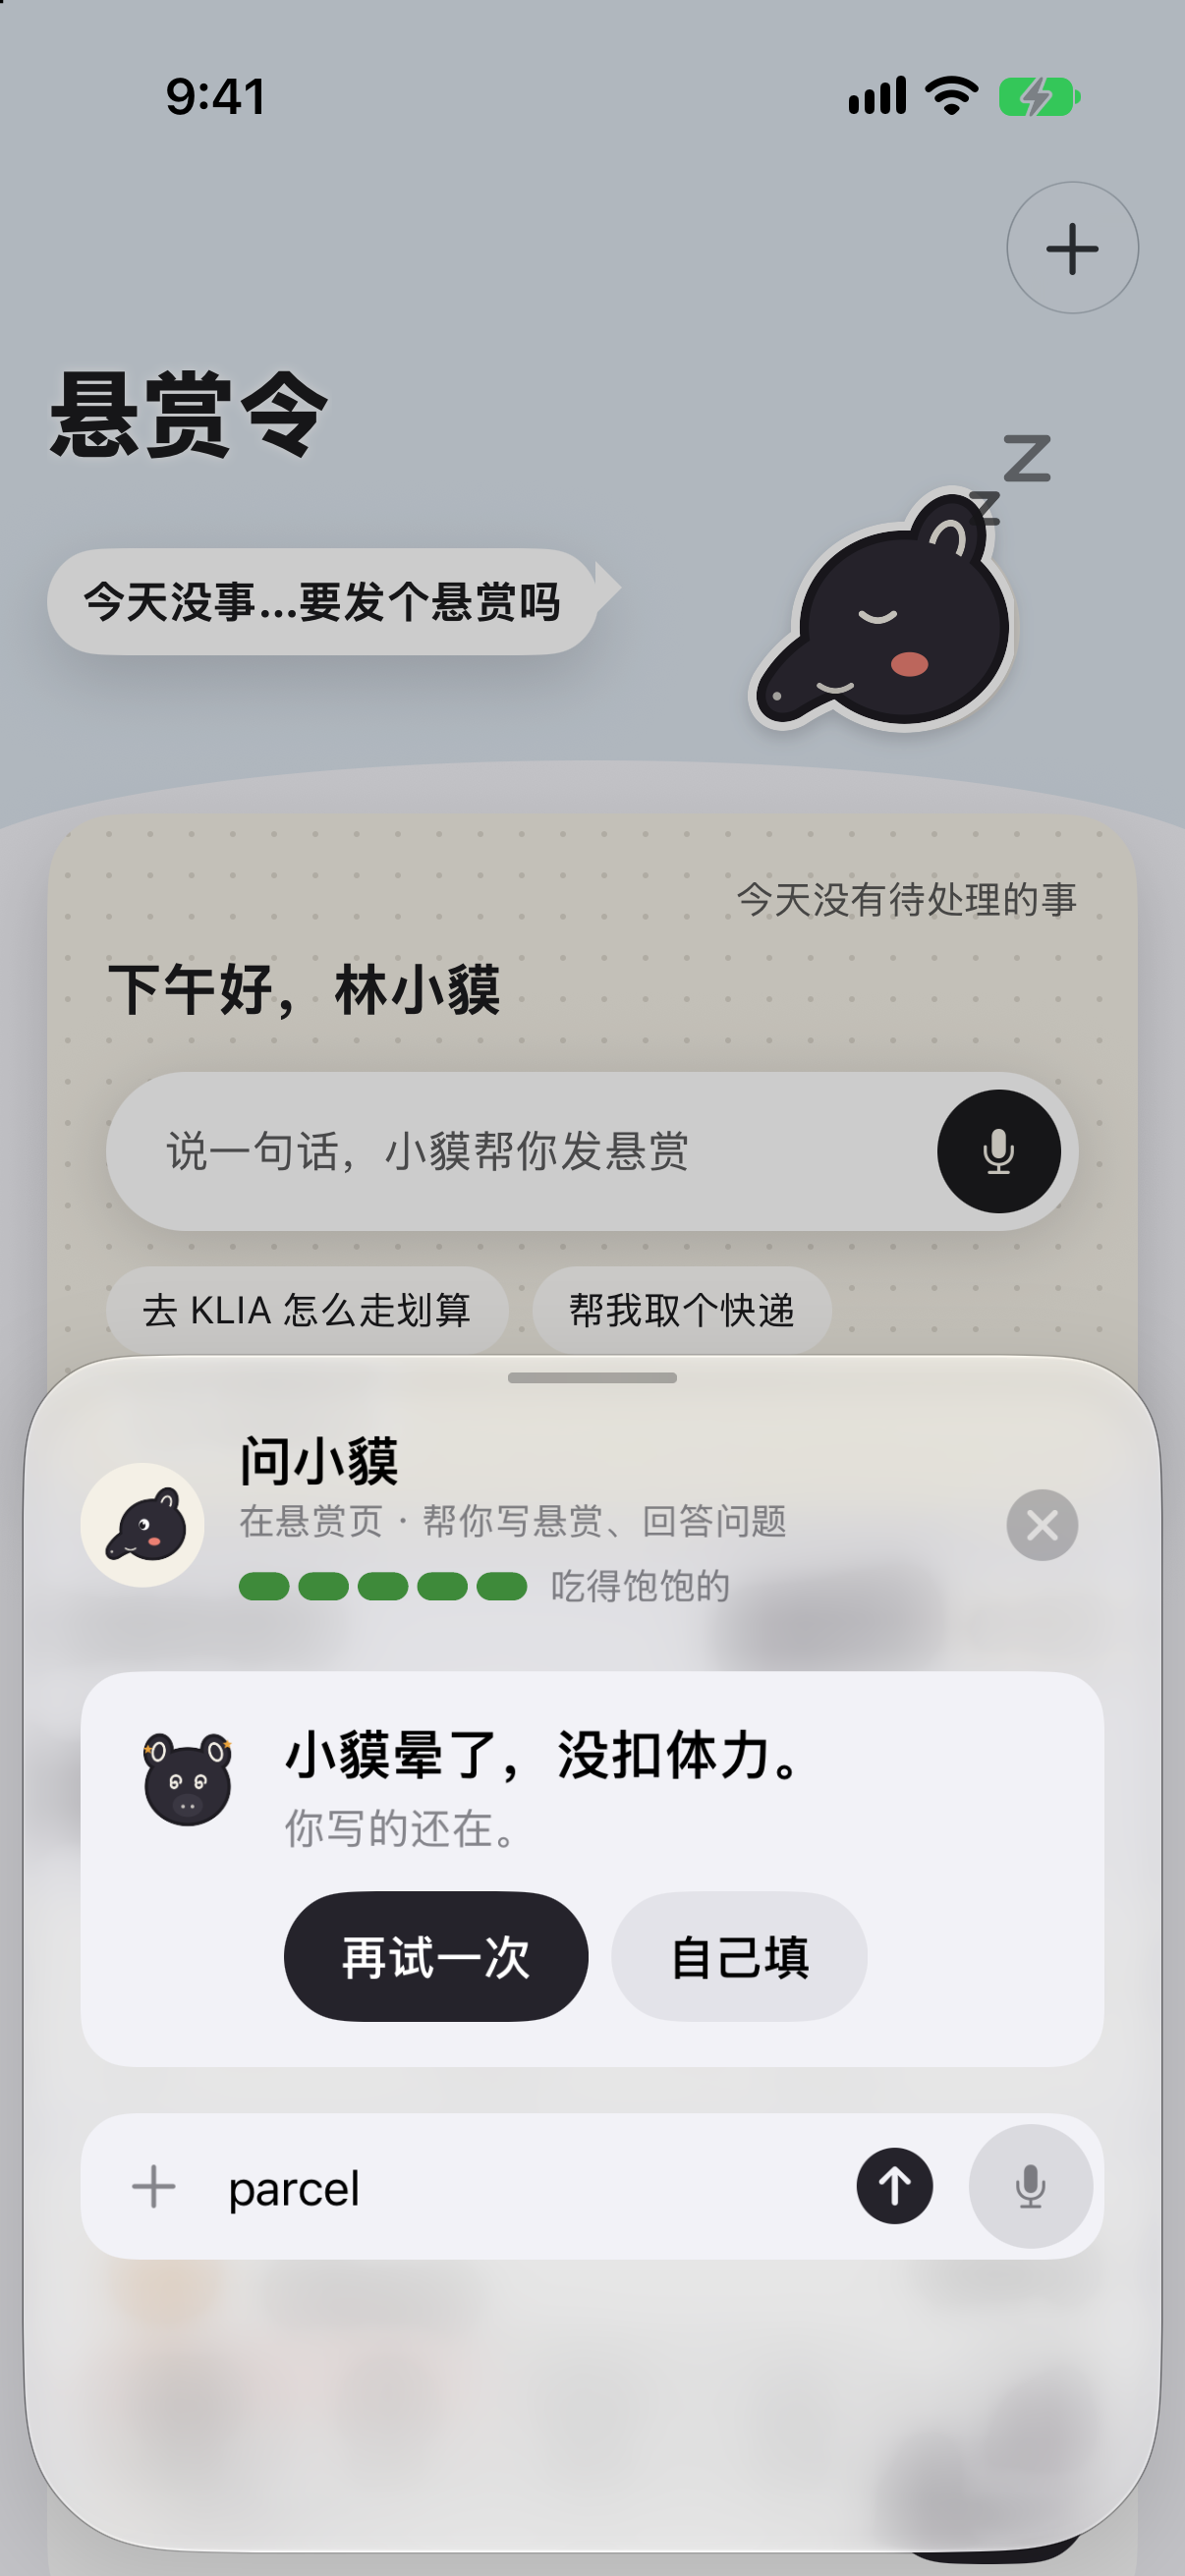 9:41
悬赏令
z
z
今天没事...要发个悬赏吗
今天没有待处理的事
下午好，林小貘
说一句话，小貘帮你发悬赏
去 KLIA 怎么走划算
帮我取个快递
问小貘
在悬赏页 · 帮你写悬赏、回答问题
吃得饱饱的
小貘晕了，没扣体力。
你写的还在。
再试一次
自己填
parcel